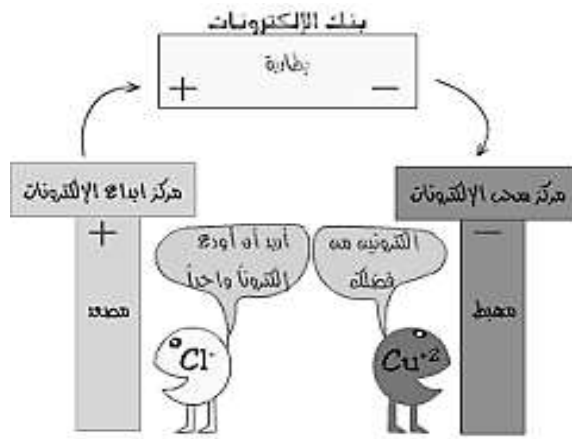 بنك الإلكترونات
بطارية
+ −
مركز ايداع الإلكترونات
مركز سحب الإلكترونات
+
−
أريد أن أودع
إلكتروناً واحداً
إلكترونين من
فضلك
مصعد
مهبط
Cl-
Cu+2